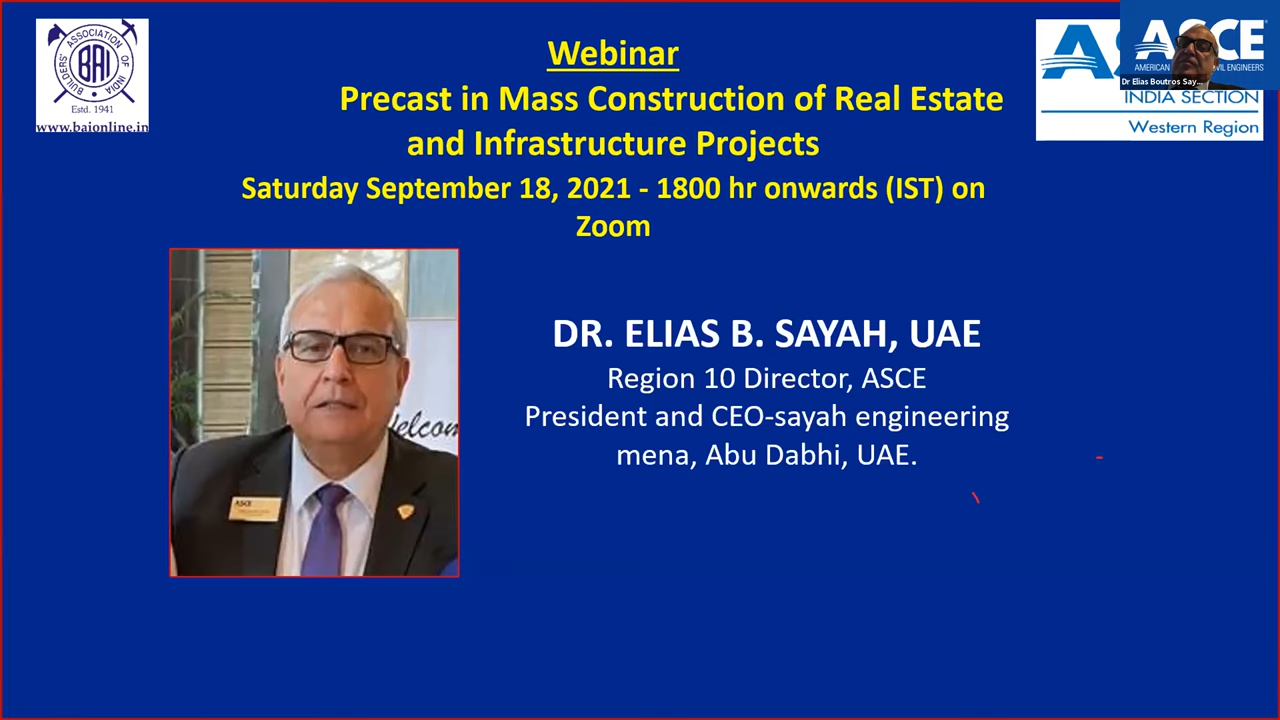 BUILDERS' ASSOCIATION OF INDIA
BAI
Estd. 1941
www.baionline.in
Webinar
Precast in Mass Construction of Real Estate
and Infrastructure Projects
Saturday September 18, 2021 - 1800 hr onwards (IST) on
Zoom
ASCE
AMERICAN
CIVIL ENGINEERS
Dr Elias Boutros Say...
INDIA SECTION
Western Region
DR. ELIAS B. SAYAH, UAE
Region 10 Director, ASCE
President and CEO-sayah engineering
mena, Abu Dabhi, UAE.
ASCE